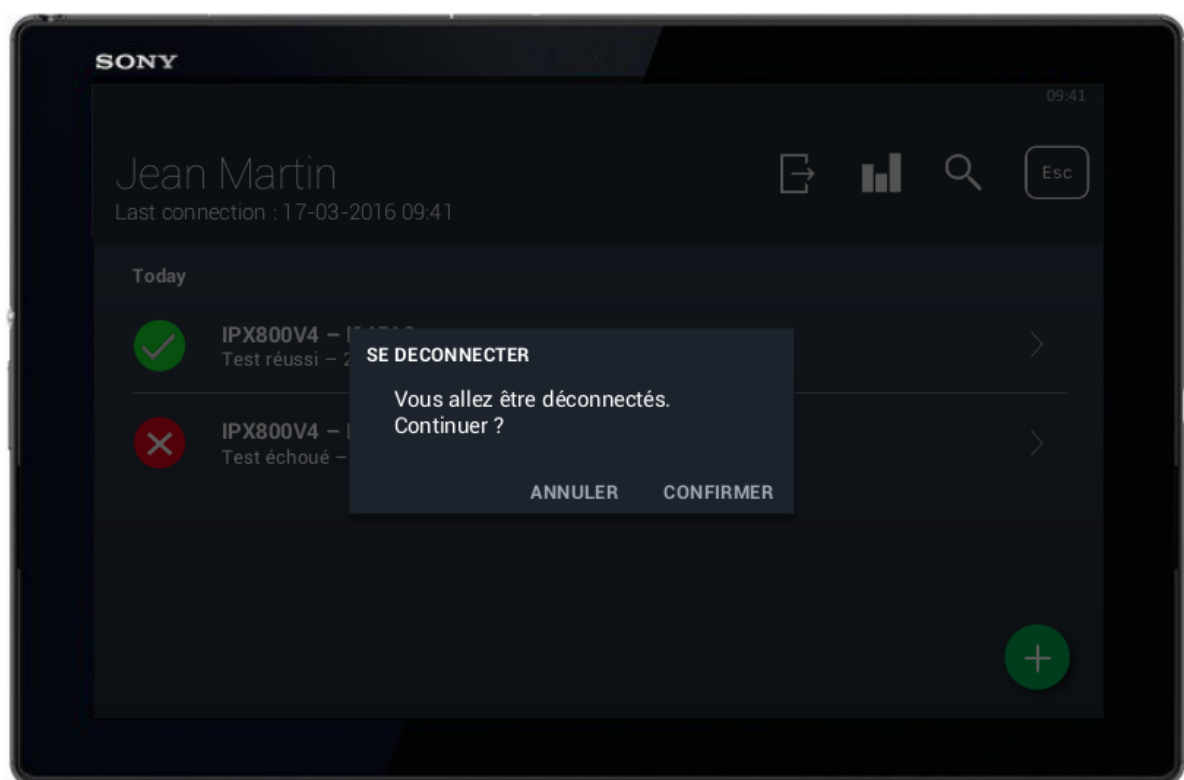 SONY
09:41
Jean Martin
Esc
Last connection : 17-03-2016 09:41
Today
IPX800V4 –
Test réussi – 2
SE DECONNECTER
Vous allez être déconnectés.
Continuer ?
IPX800V4 –
Test échoué –
ANNULER CONFIRMER